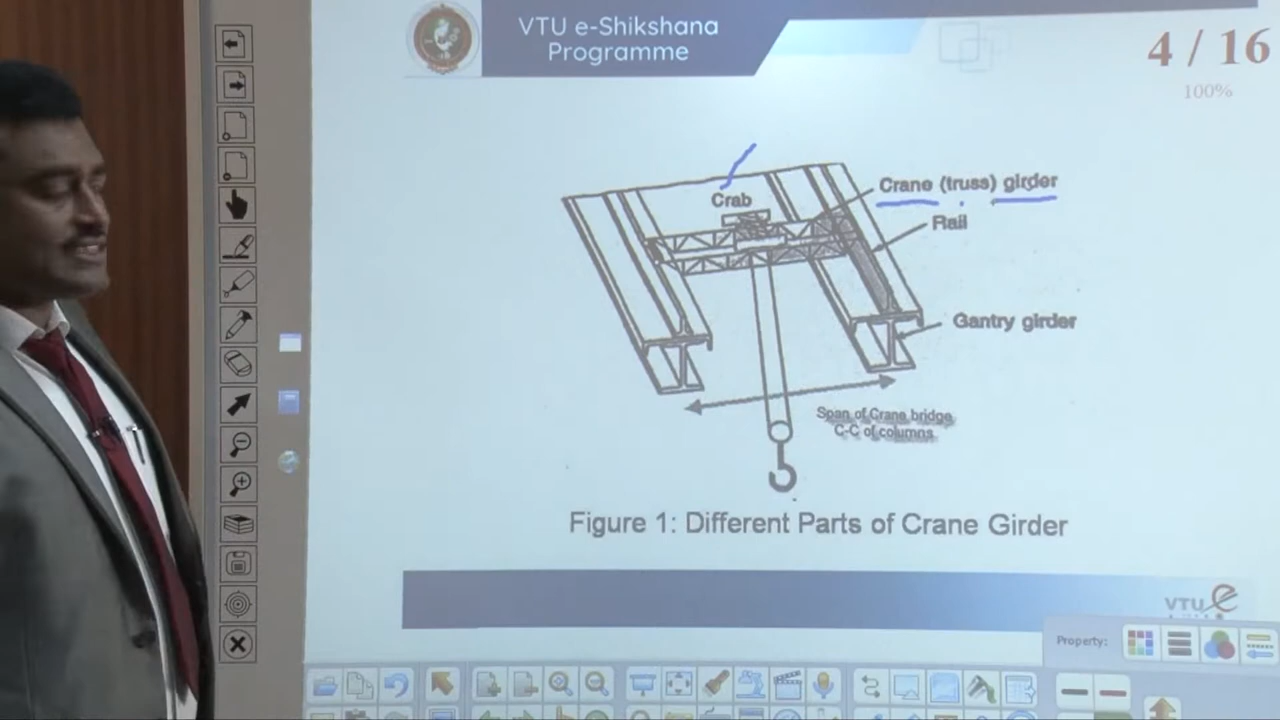 VTU e-Shikshana
Programme
4 / 16
100%
Crab
Crane (truss) girder
Rail
Gantry girder
Span of Crane bridge
C-C of columns
Figure 1: Different Parts of Crane Girder
VTU e
Property: